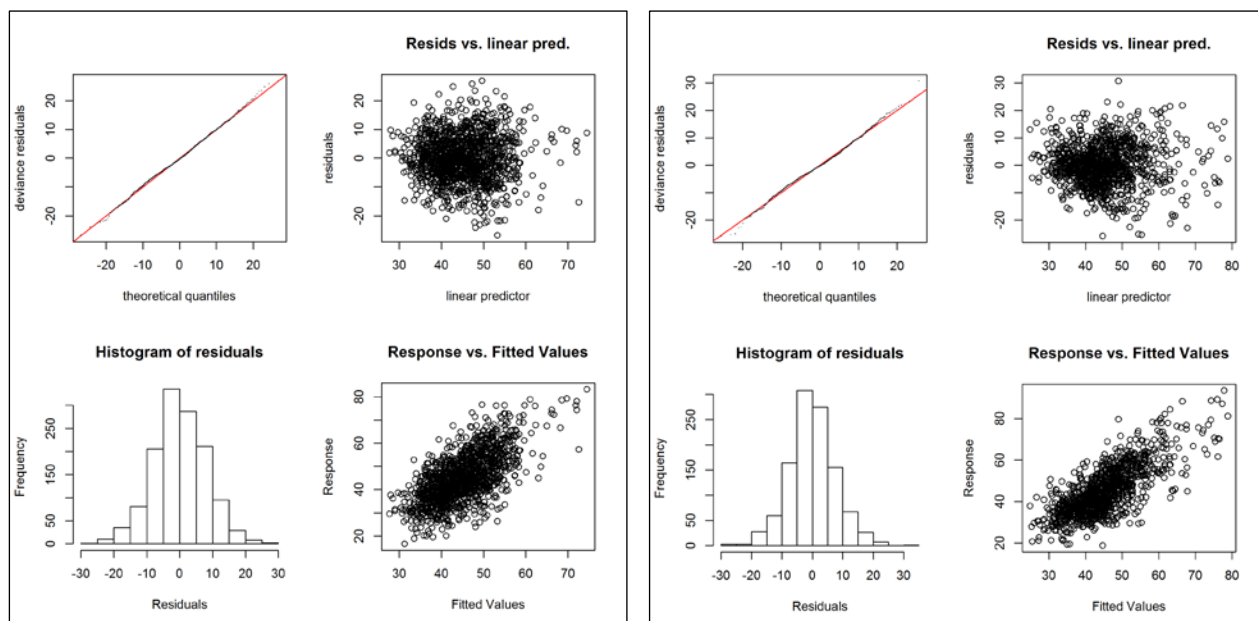 Resids vs. linear pred.
deviance residuals
-20 0 10 20
-20 -10 0 10 20
theoretical quantiles
residuals
-20 0 10 20
30 40 50 60 70
linear predictor
Histogram of residuals
Frequency
0 50 150 250
-30 -20 -10 0 10 20 30
Residuals
Response vs. Fitted Values
Response
20 40 60 80
30 40 50 60 70
Fitted Values
Resids vs. linear pred.
deviance residuals
-20 0 10 20 30
-20 -10 0 10 20
theoretical quantiles
residuals
-20 0 10 20 30
30 40 50 60 70 80
linear predictor
Histogram of residuals
Frequency
0 50 150 250
-30 -20 -10 0 10 20 30
Residuals
Response vs. Fitted Values
Response
20 40 60 80
30 40 50 60 70 80
Fitted Values